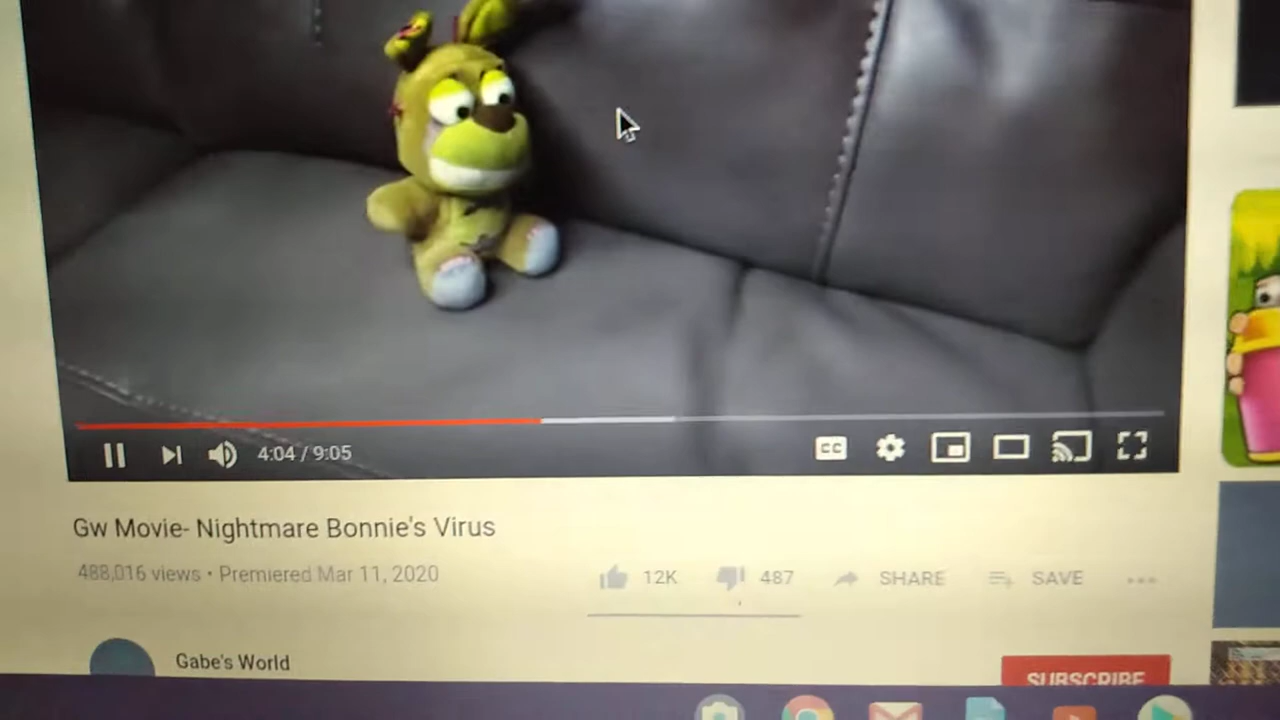 4:04 / 9:05
CC
Gw Movie- Nightmare Bonnie's Virus
488,016 views • Premiered Mar 11, 2020
12K 487 SHARE SAVE
Gabe's World
SUBSCRIBE